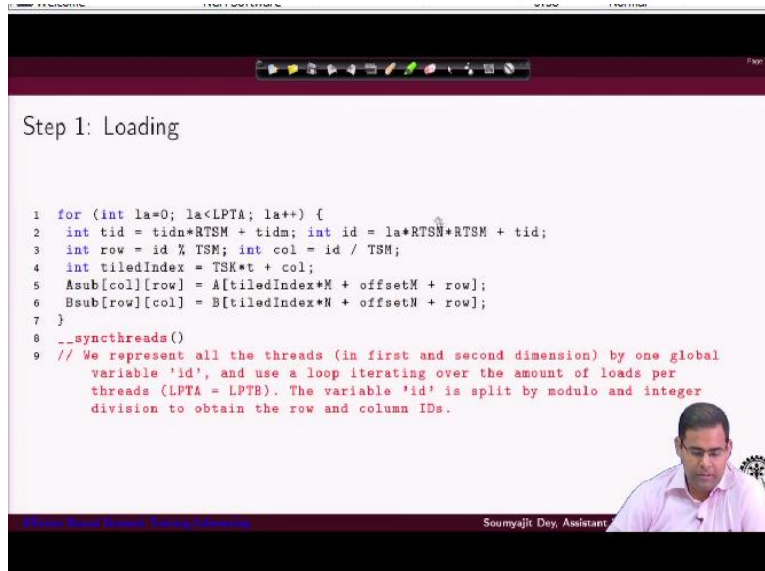 Page
Step 1: Loading
1 for (int la=0; la<LPTA; la++) {
2 int tid = tidn*RTSM + tidm; int id = la*RTSN*RTSM + tid;
3 int row = id % TSM; int col = id / TSM;
4 int tiledIndex = TSK*t + col;
5 Asub[col][row] = A[tiledIndex*M + offsetM + row];
6 Bsub[row][col] = B[tiledIndex*N + offsetN + row];
7 }
8 __syncthreads()
9 // We represent all the threads (in first and second dimension) by one global
variable 'id', and use a loop iterating over the amount of loads per
threads (LPTA = LPTB). The variable 'id' is split by modulo and integer
division to obtain the row and column IDs.
Soumyajit Dey, Assistant